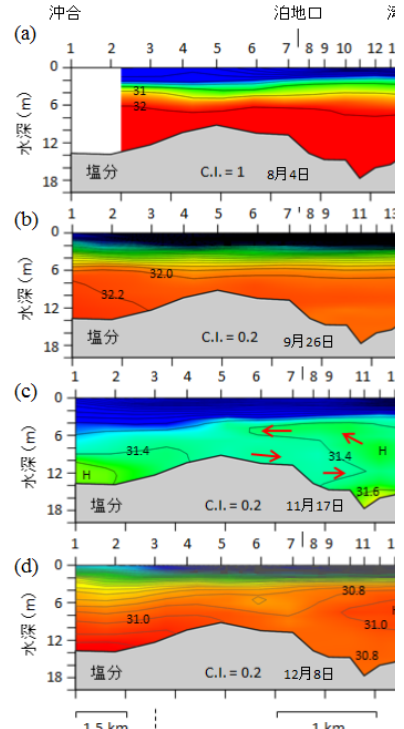 沖合 泊地口
(a)
1 2 3 4 5 6 7 8 9 10 11 12
0
6
12
18
水深 (m)
31
32
塩分 C.I. = 1 8月4日
(b)
1 2 3 4 5 6 7 8 9 10 11
0
6
12
18
水深 (m)
32.0
32.2
塩分 C.I. = 0.2 9月26日
(c)
1 2 3 4 5 6 7 8 9 11
0
6
12
18
水深 (m)
31.4 31.4 H
H
31.6
塩分 C.I. = 0.2 11月17日
(d)
1 2 3 4 5 6 7 8 9 11
0
6
12
18
水深 (m)
30.8
31.0 31.0
30.8
塩分 C.I. = 0.2 12月8日
1.5 km 1 km